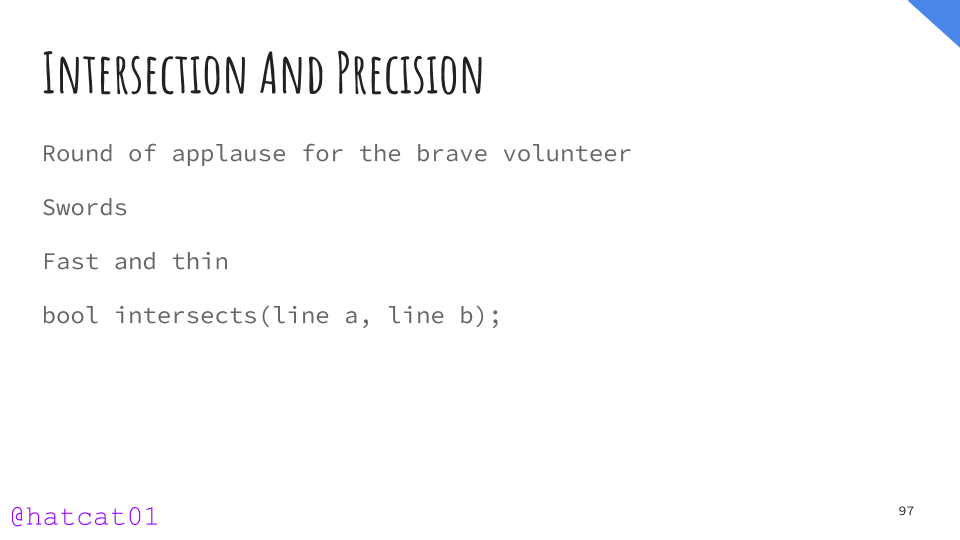 Intersection And Precision
Round of applause for the brave volunteer
Swords
Fast and thin
bool intersects(line a, line b);
@hatcat01
97